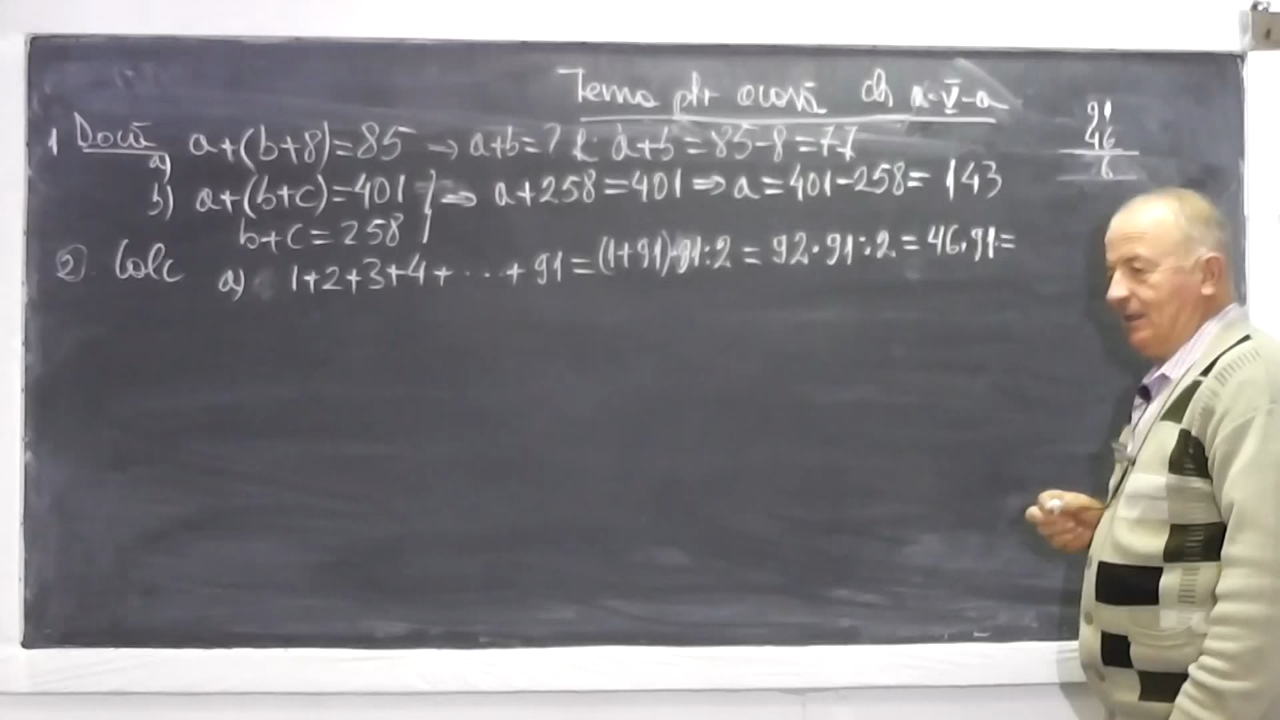 Tema ptr acasă cls a-V-a
1 Dacă a) a+(b+8)=85 → a+b=? R: a+b=85-8=77
b) a+(b+c)=401 } ⇒ a+258=401 ⇒ a=401-258=143
b+c=258
2. Calc a) 1+2+3+4+...+91=(1+91)·91:2=92·91:2=46·91=
91
46
6